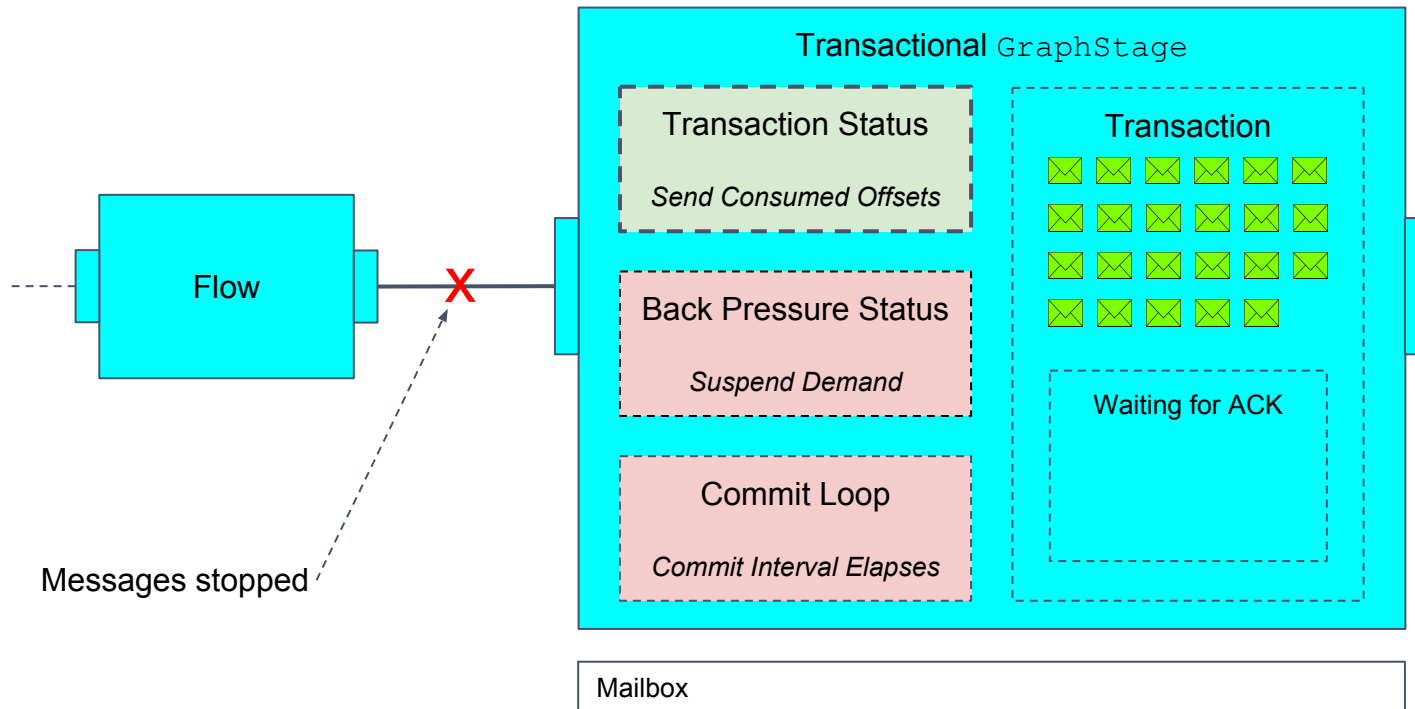 Transactional GraphStage
Transaction Status
Send Consumed Offsets
Transaction
Flow
X
Back Pressure Status
Suspend Demand
Waiting for ACK
Commit Loop
Commit Interval Elapses
Messages stopped
Mailbox